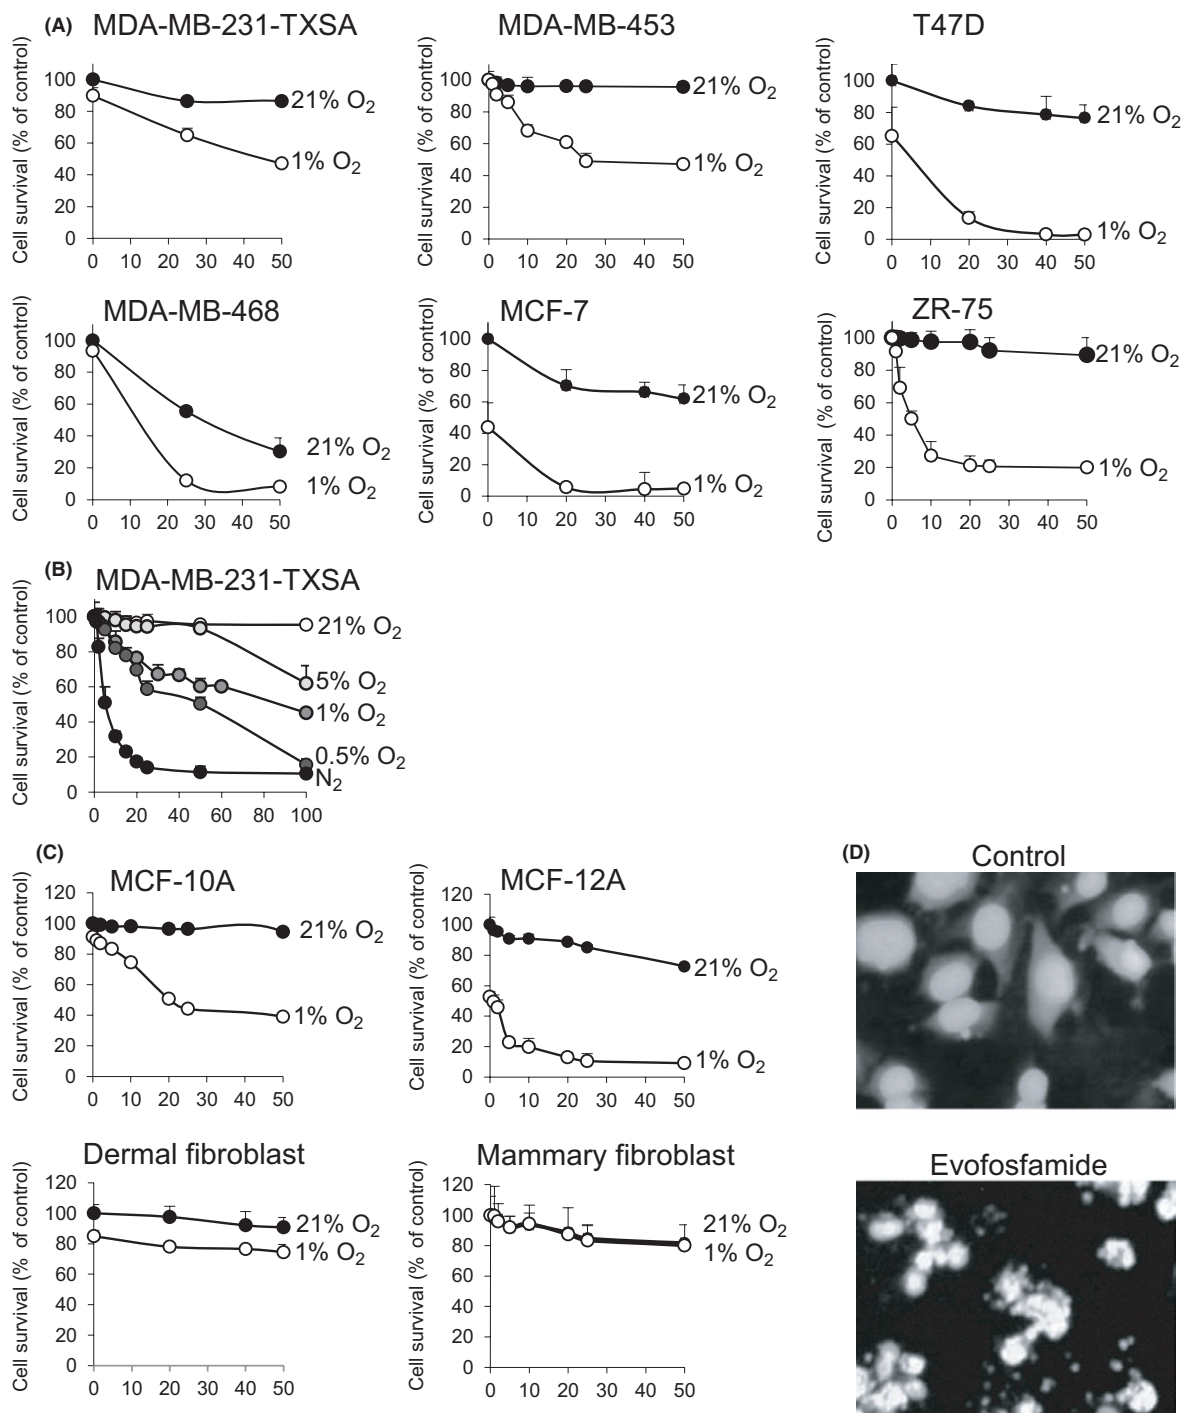 (A)
MDA-MB-231-TXSA
Cell survival (% of control)
100
80
60
40
20
0
0 10 20 30 40 50
21% O2
1% O2
MDA-MB-453
Cell survival (% of control)
100
80
60
40
20
0
0 10 20 30 40 50
21% O2
1% O2
T47D
Cell survival (% of control)
100
80
60
40
20
0
0 10 20 30 40 50
21% O2
1% O2
MDA-MB-468
Cell survival (% of control)
100
80
60
40
20
0
0 10 20 30 40 50
21% O2
1% O2
MCF-7
Cell survival (% of control)
100
80
60
40
20
0
0 10 20 30 40 50
21% O2
1% O2
ZR-75
Cell survival (% of control)
100
80
60
40
20
0
0 10 20 30 40 50
21% O2
1% O2
(B)
MDA-MB-231-TXSA
Cell survival (% of control)
100
80
60
40
20
0
0 20 40 60 80 100
21% O2
5% O2
1% O2
0.5% O2
N2
(C)
MCF-10A
Cell survival (% of control)
120
100
80
60
40
20
0
0 10 20 30 40 50
21% O2
1% O2
MCF-12A
Cell survival (% of control)
120
100
80
60
40
20
0
0 10 20 30 40 50
21% O2
1% O2
Dermal fibroblast
Cell survival (% of control)
120
100
80
60
40
20
0
0 10 20 30 40 50
21% O2
1% O2
Mammary fibroblast
Cell survival (% of control)
120
100
80
60
40
20
0
0 10 20 30 40 50
21% O2
1% O2
(D)
Control
Evofosfamide